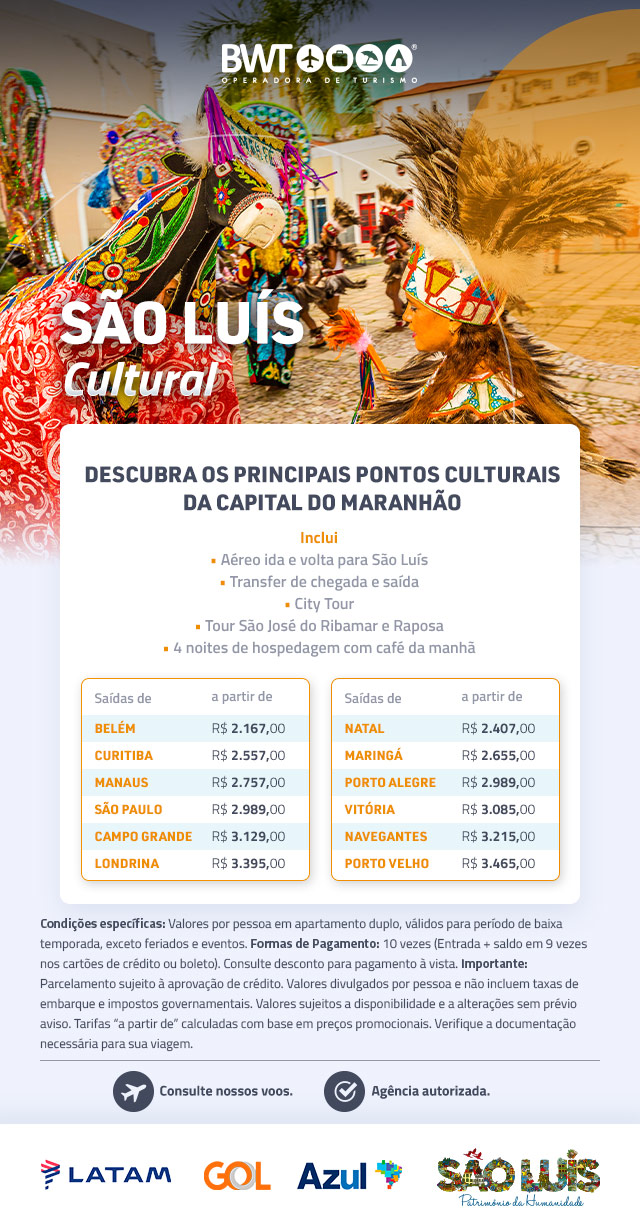 BWT
OPERADORA DE TURISMO
SÃO LUÍS
Cultural
DESCUBRA OS PRINCIPAIS PONTOS CULTURAIS
DA CAPITAL DO MARANHÃO
Inclui
▪ Aéreo ida e volta para São Luís
▪ Transfer de chegada e saída
▪ City Tour
▪ Tour São José do Ribamar e Raposa
▪ 4 noites de hospedagem com café da manhã
Saídas de a partir de
BELÉM R$ 2.167,00
CURITIBA R$ 2.557,00
MANAUS R$ 2.757,00
SÃO PAULO R$ 2.989,00
CAMPO GRANDE R$ 3.129,00
LONDRINA R$ 3.395,00
Saídas de a partir de
NATAL R$ 2.407,00
MARINGÁ R$ 2.655,00
PORTO ALEGRE R$ 2.989,00
VITÓRIA R$ 3.085,00
NAVEGANTES R$ 3.215,00
PORTO VELHO R$ 3.465,00
Condições específicas: Valores por pessoa em apartamento duplo, válidos para período de baixa
temporada, exceto feriados e eventos. Formas de Pagamento: 10 vezes (Entrada + saldo em 9 vezes
nos cartões de crédito ou boleto). Consulte desconto para pagamento à vista. Importante:
Parcelamento sujeito à aprovação de crédito. Valores divulgados por pessoa e não incluem taxas de
embarque e impostos governamentais. Valores sujeitos a disponibilidade e a alterações sem prévio
aviso. Tarifas “a partir de” calculadas com base em preços promocionais. Verifique a documentação
necessária para sua viagem.
Consulte nossos voos. Agência autorizada.
LATAM GOL Azul SÃO LUÍS
Patrimônio da Humanidade